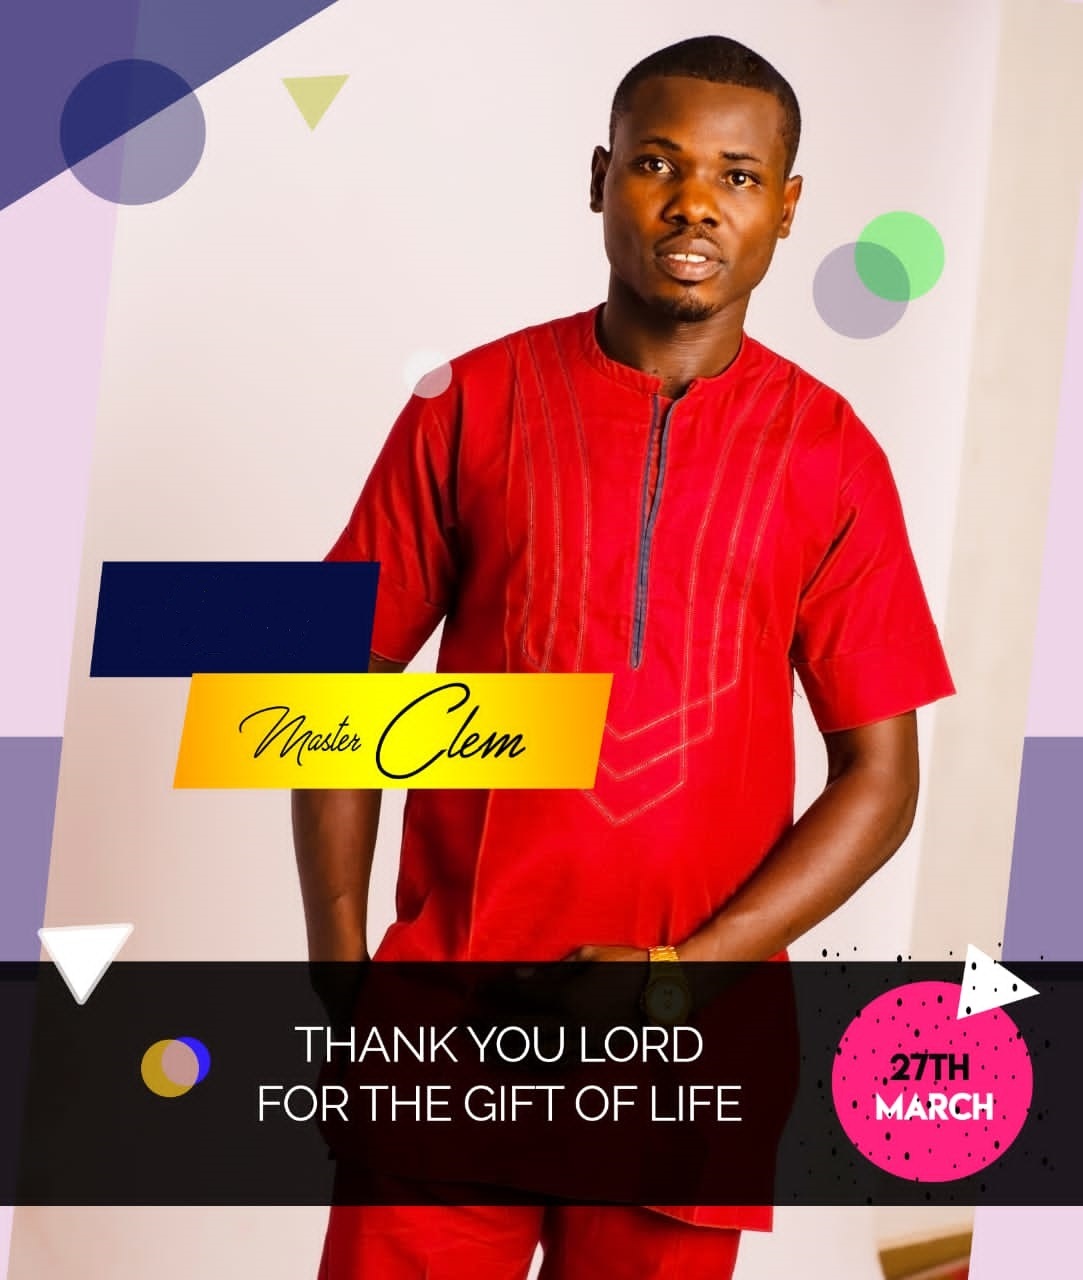 Master Clem
THANK YOU LORD
FOR THE GIFT OF LIFE
27TH
MARCH